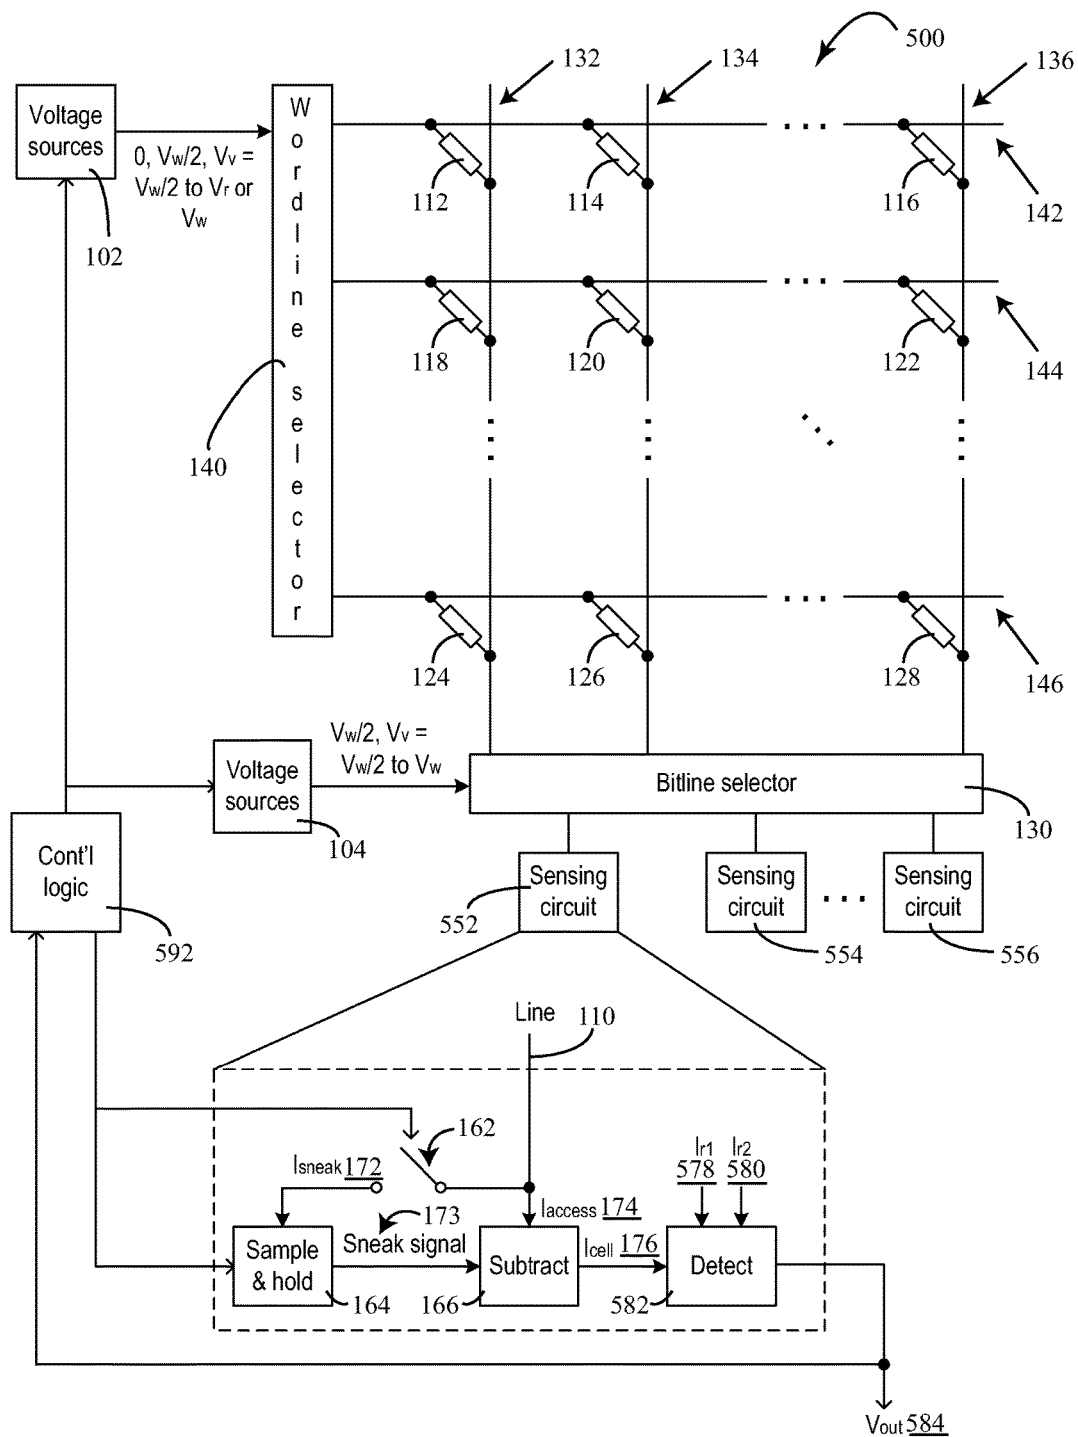 500
132
134
136
Voltage
sources
102
0, Vw/2, Vv =
Vw/2 to Vr or
Vw
Wordline selector
140
112
114
116
142
118
120
122
144
124
126
128
146
Vw/2, Vv =
Vw/2 to Vw
Voltage
sources
104
Bitline selector
130
Cont'l
logic
592
Sensing
circuit
552
Sensing
circuit
554
Sensing
circuit
556
Line
110
162
Isneak 172
173
Sneak signal
Iaccess 174
Ir1
578
Ir2
580
Sample
& hold
164
Subtract
166
Icell 176
Detect
582
Vout 584